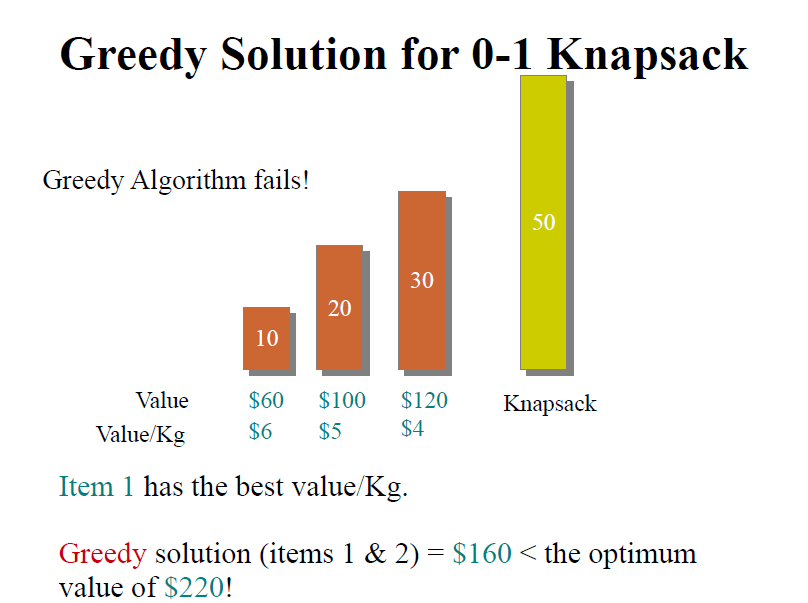 Greedy Solution for 0-1 Knapsack
Greedy Algorithm fails!
50
30
20
10
Value $60 $100 $120 Knapsack
Value/Kg $6 $5 $4
Item 1 has the best value/Kg.
Greedy solution (items 1 & 2) = $160 < the optimum
value of $220!